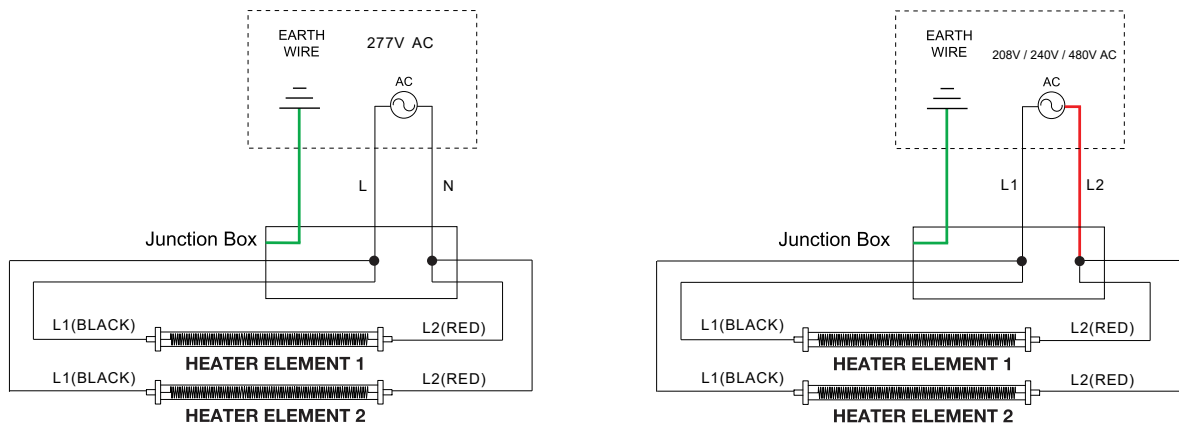 EARTH
WIRE
277V AC
AC
L
N
Junction Box
L1(BLACK)
L2(RED)
HEATER ELEMENT 1
L1(BLACK)
L2(RED)
HEATER ELEMENT 2
EARTH
WIRE
208V / 240V / 480V AC
AC
L1
L2
Junction Box
L1(BLACK)
L2(RED)
HEATER ELEMENT 1
L1(BLACK)
L2(RED)
HEATER ELEMENT 2